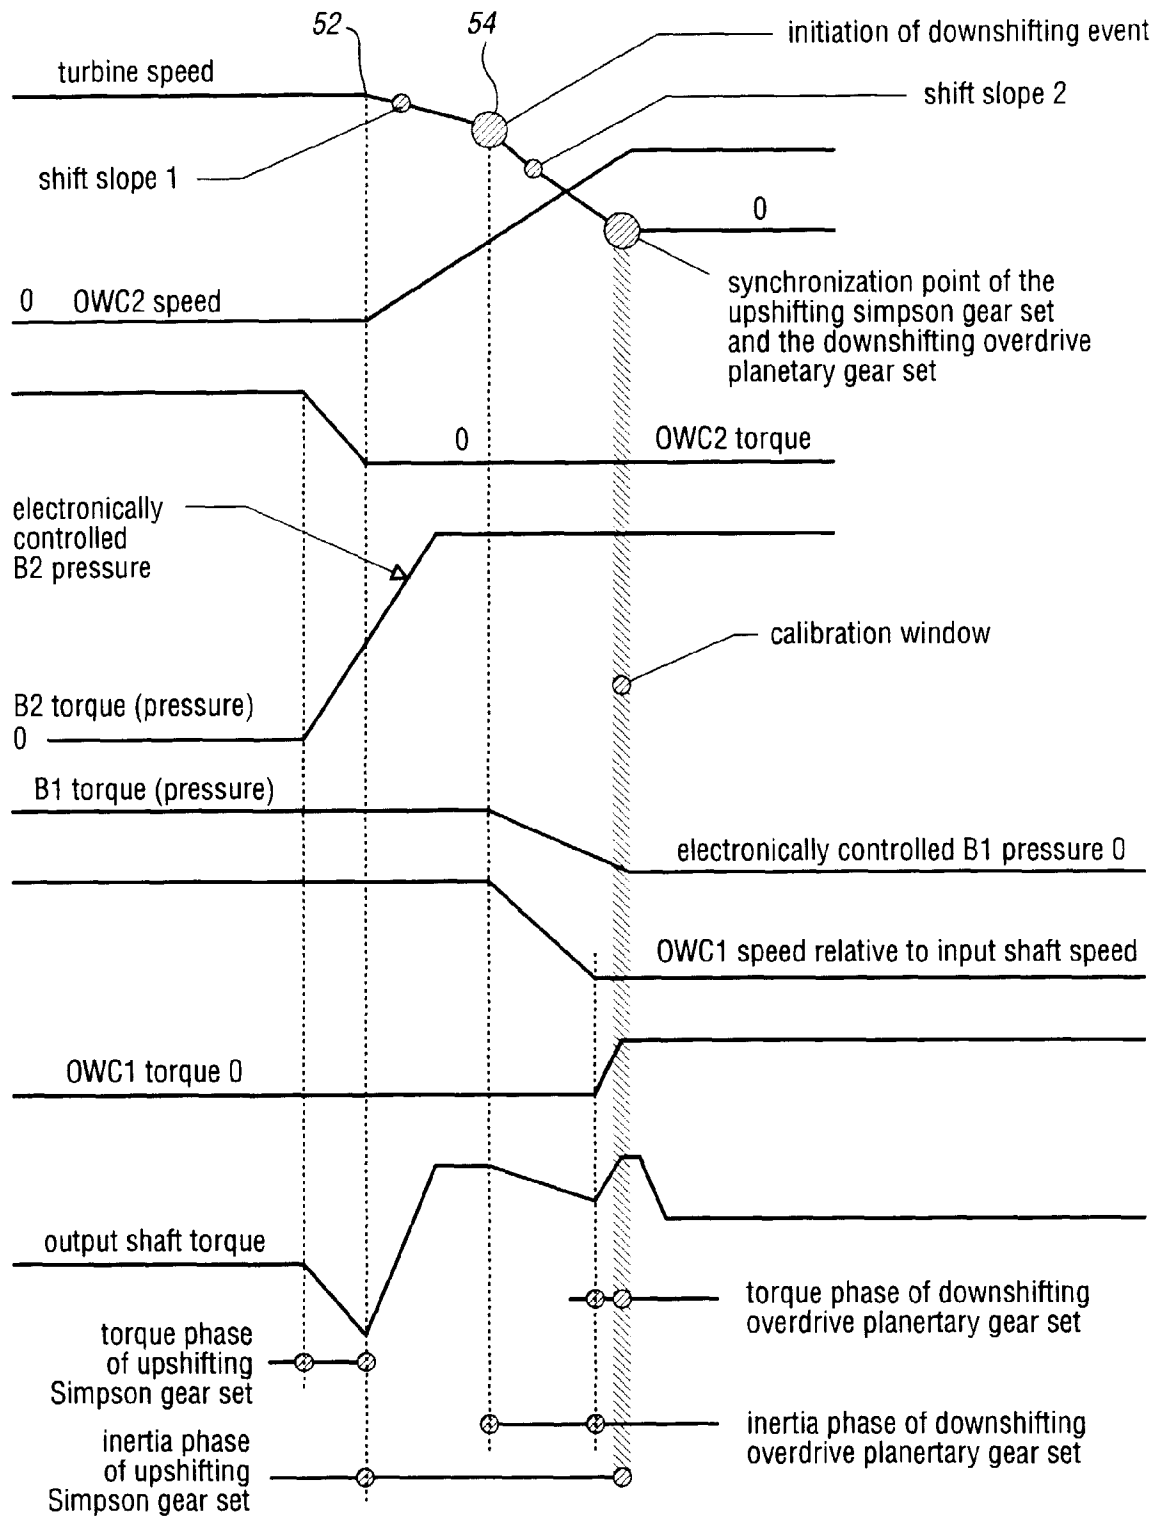 52
54
initiation of downshifting event
turbine speed
shift slope 2
shift slope 1
0
0 OWC2 speed
synchronization point of the
upshifting simpson gear set
and the downshifting overdrive
planetary gear set
0
OWC2 torque
electronically
controlled
B2 pressure
calibration window
B2 torque (pressure)
0
B1 torque (pressure)
electronically controlled B1 pressure 0
OWC1 speed relative to input shaft speed
OWC1 torque 0
output shaft torque
torque phase of downshifting
overdrive planertary gear set
torque phase
of upshifting
Simpson gear set
inertia phase of downshifting
overdrive planertary gear set
inertia phase
of upshifting
Simpson gear set